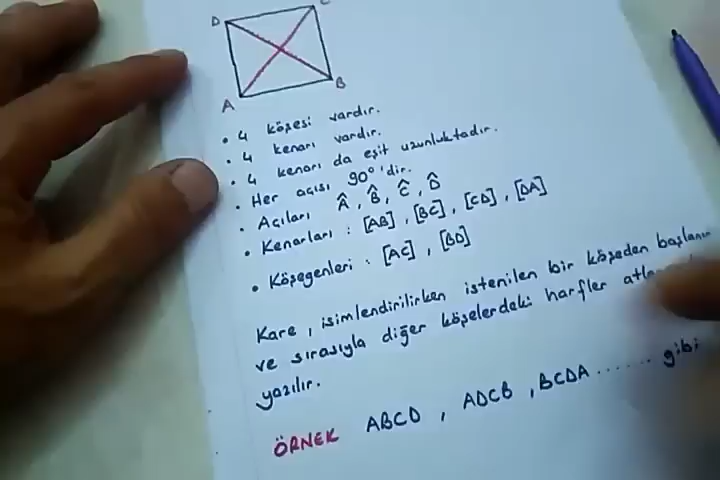 D C
A B
• 4 köşesi vardır.
• 4 kenarı vardır.
• 4 kenarı da eşit uzunluktadır.
• Her açısı 90°'dir.
• Açıları Â, B̂, Ĉ, D̂
• Kenarları : [AB], [BC], [CD], [DA]
• Köşegenleri : [AC], [BD]
Kare, isimlendirilirken istenilen bir köşeden başlanır
ve sırasıyla diğer köşelerdeki harfler
yazılır.
ÖRNEK ABCD, ADCB, BCDA ...... gibi